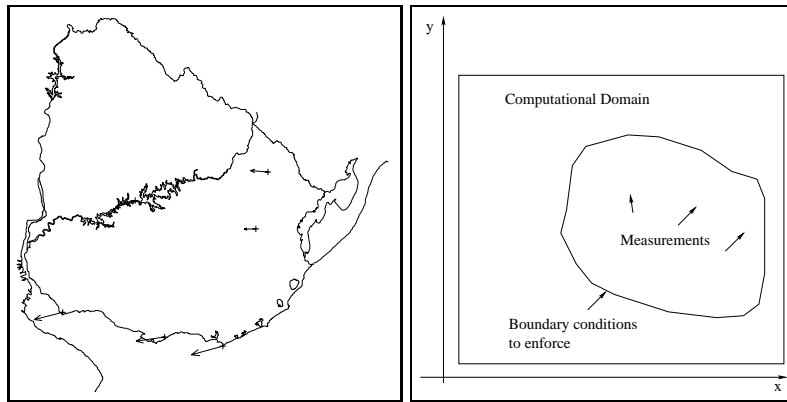 y
Computational Domain
Measurements
Boundary conditions
to enforce
x